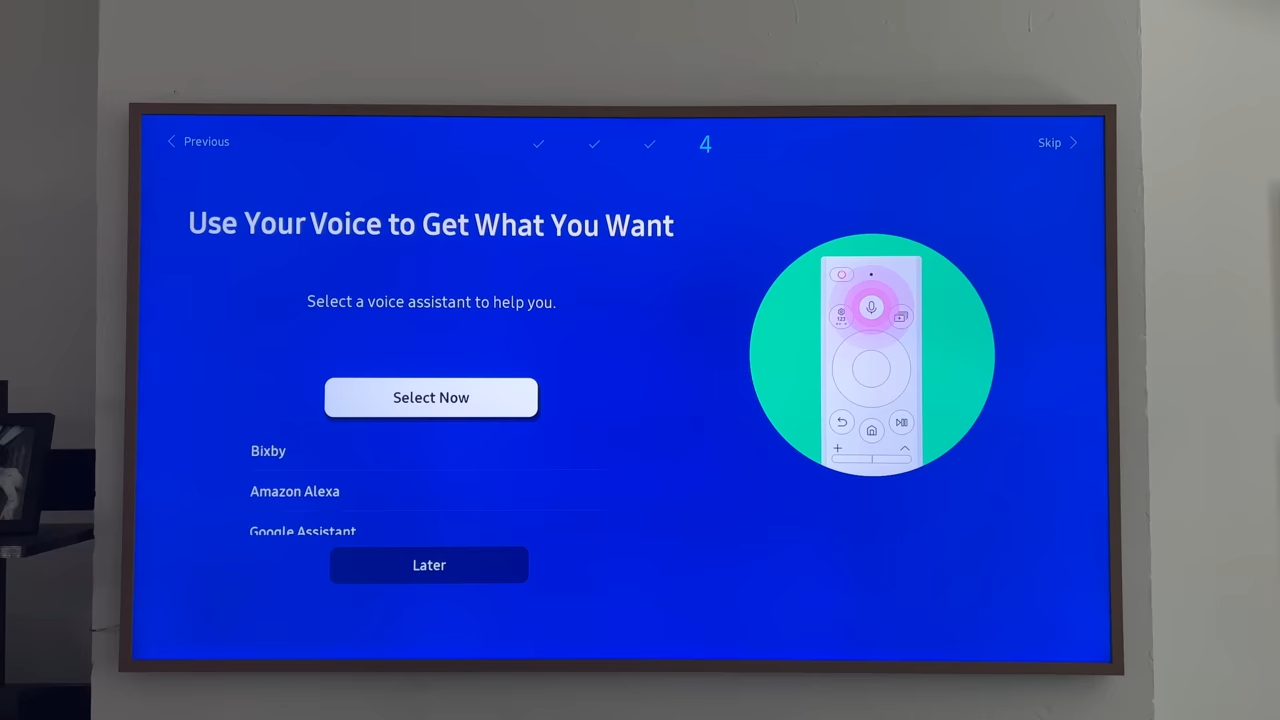 Previous
4
Skip
Use Your Voice to Get What You Want
Select a voice assistant to help you.
Select Now
Bixby
Amazon Alexa
Google Assistant
Later
123